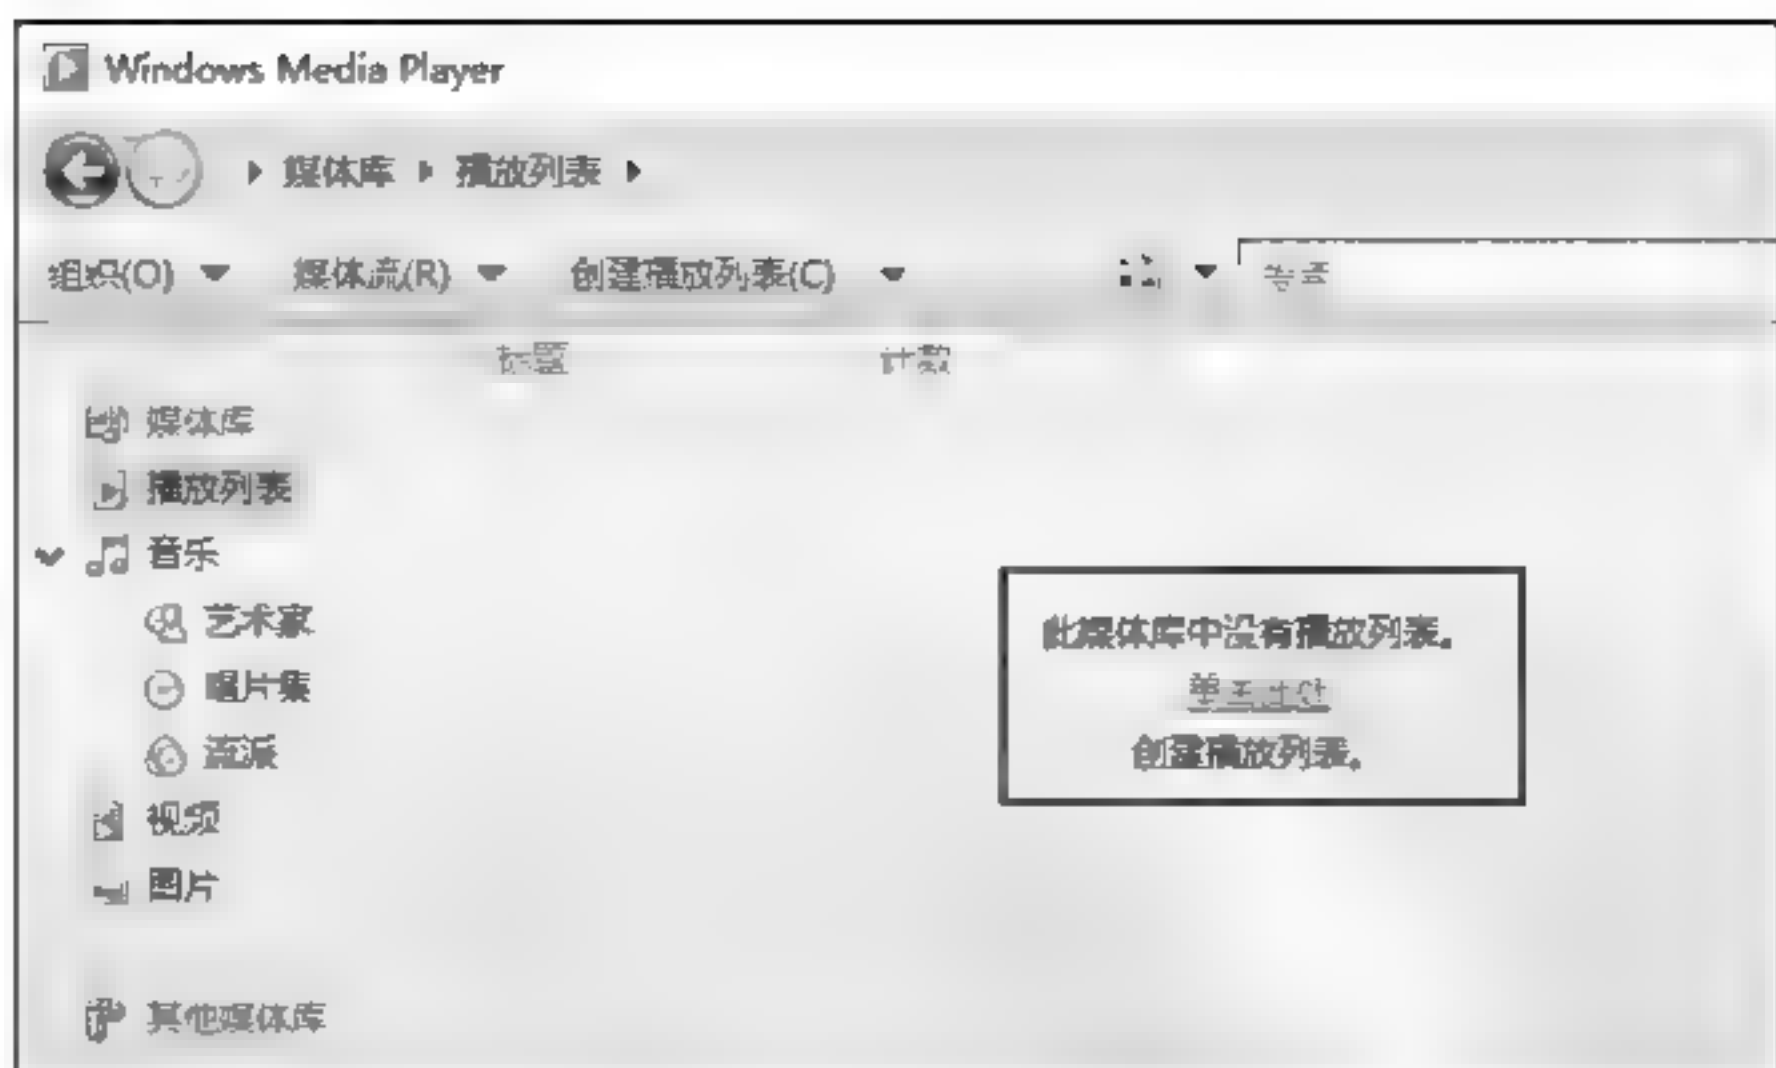 Windows Media Player
媒体库 播放列表
组织(O) 媒体流(R) 创建播放列表(C)
标题 计数
媒体库
播放列表
音乐
艺术家
唱片集
流派
视频
图片
其他媒体库
此媒体库中没有播放列表。
创建播放列表。